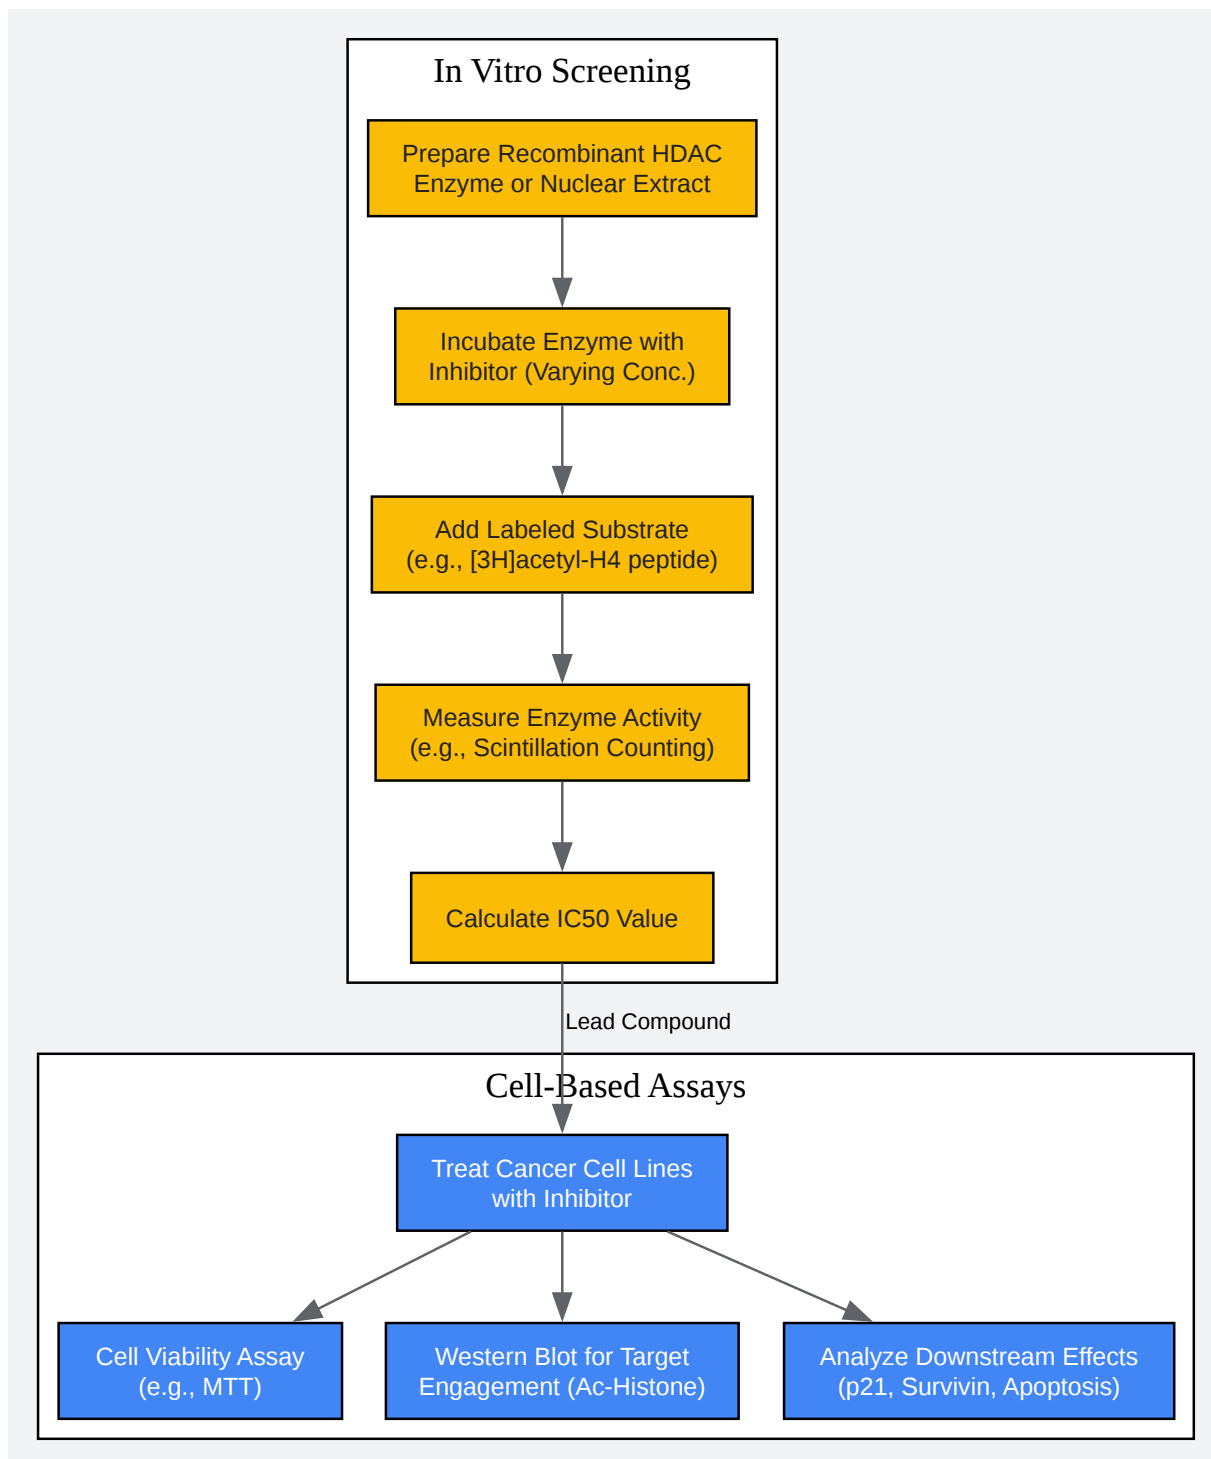 In Vitro Screening
Prepare Recombinant HDAC
Enzyme or Nuclear Extract
Incubate Enzyme with
Inhibitor (Varying Conc.)
Add Labeled Substrate
(e.g., [3H]acetyl-H4 peptide)
Measure Enzyme Activity
(e.g., Scintillation Counting)
Calculate IC50 Value
Lead Compound
Cell-Based Assays
Treat Cancer Cell Lines
with Inhibitor
Cell Viability Assay
(e.g., MTT)
Western Blot for Target
Engagement (Ac-Histone)
Analyze Downstream Effects
(p21, Survivin, Apoptosis)